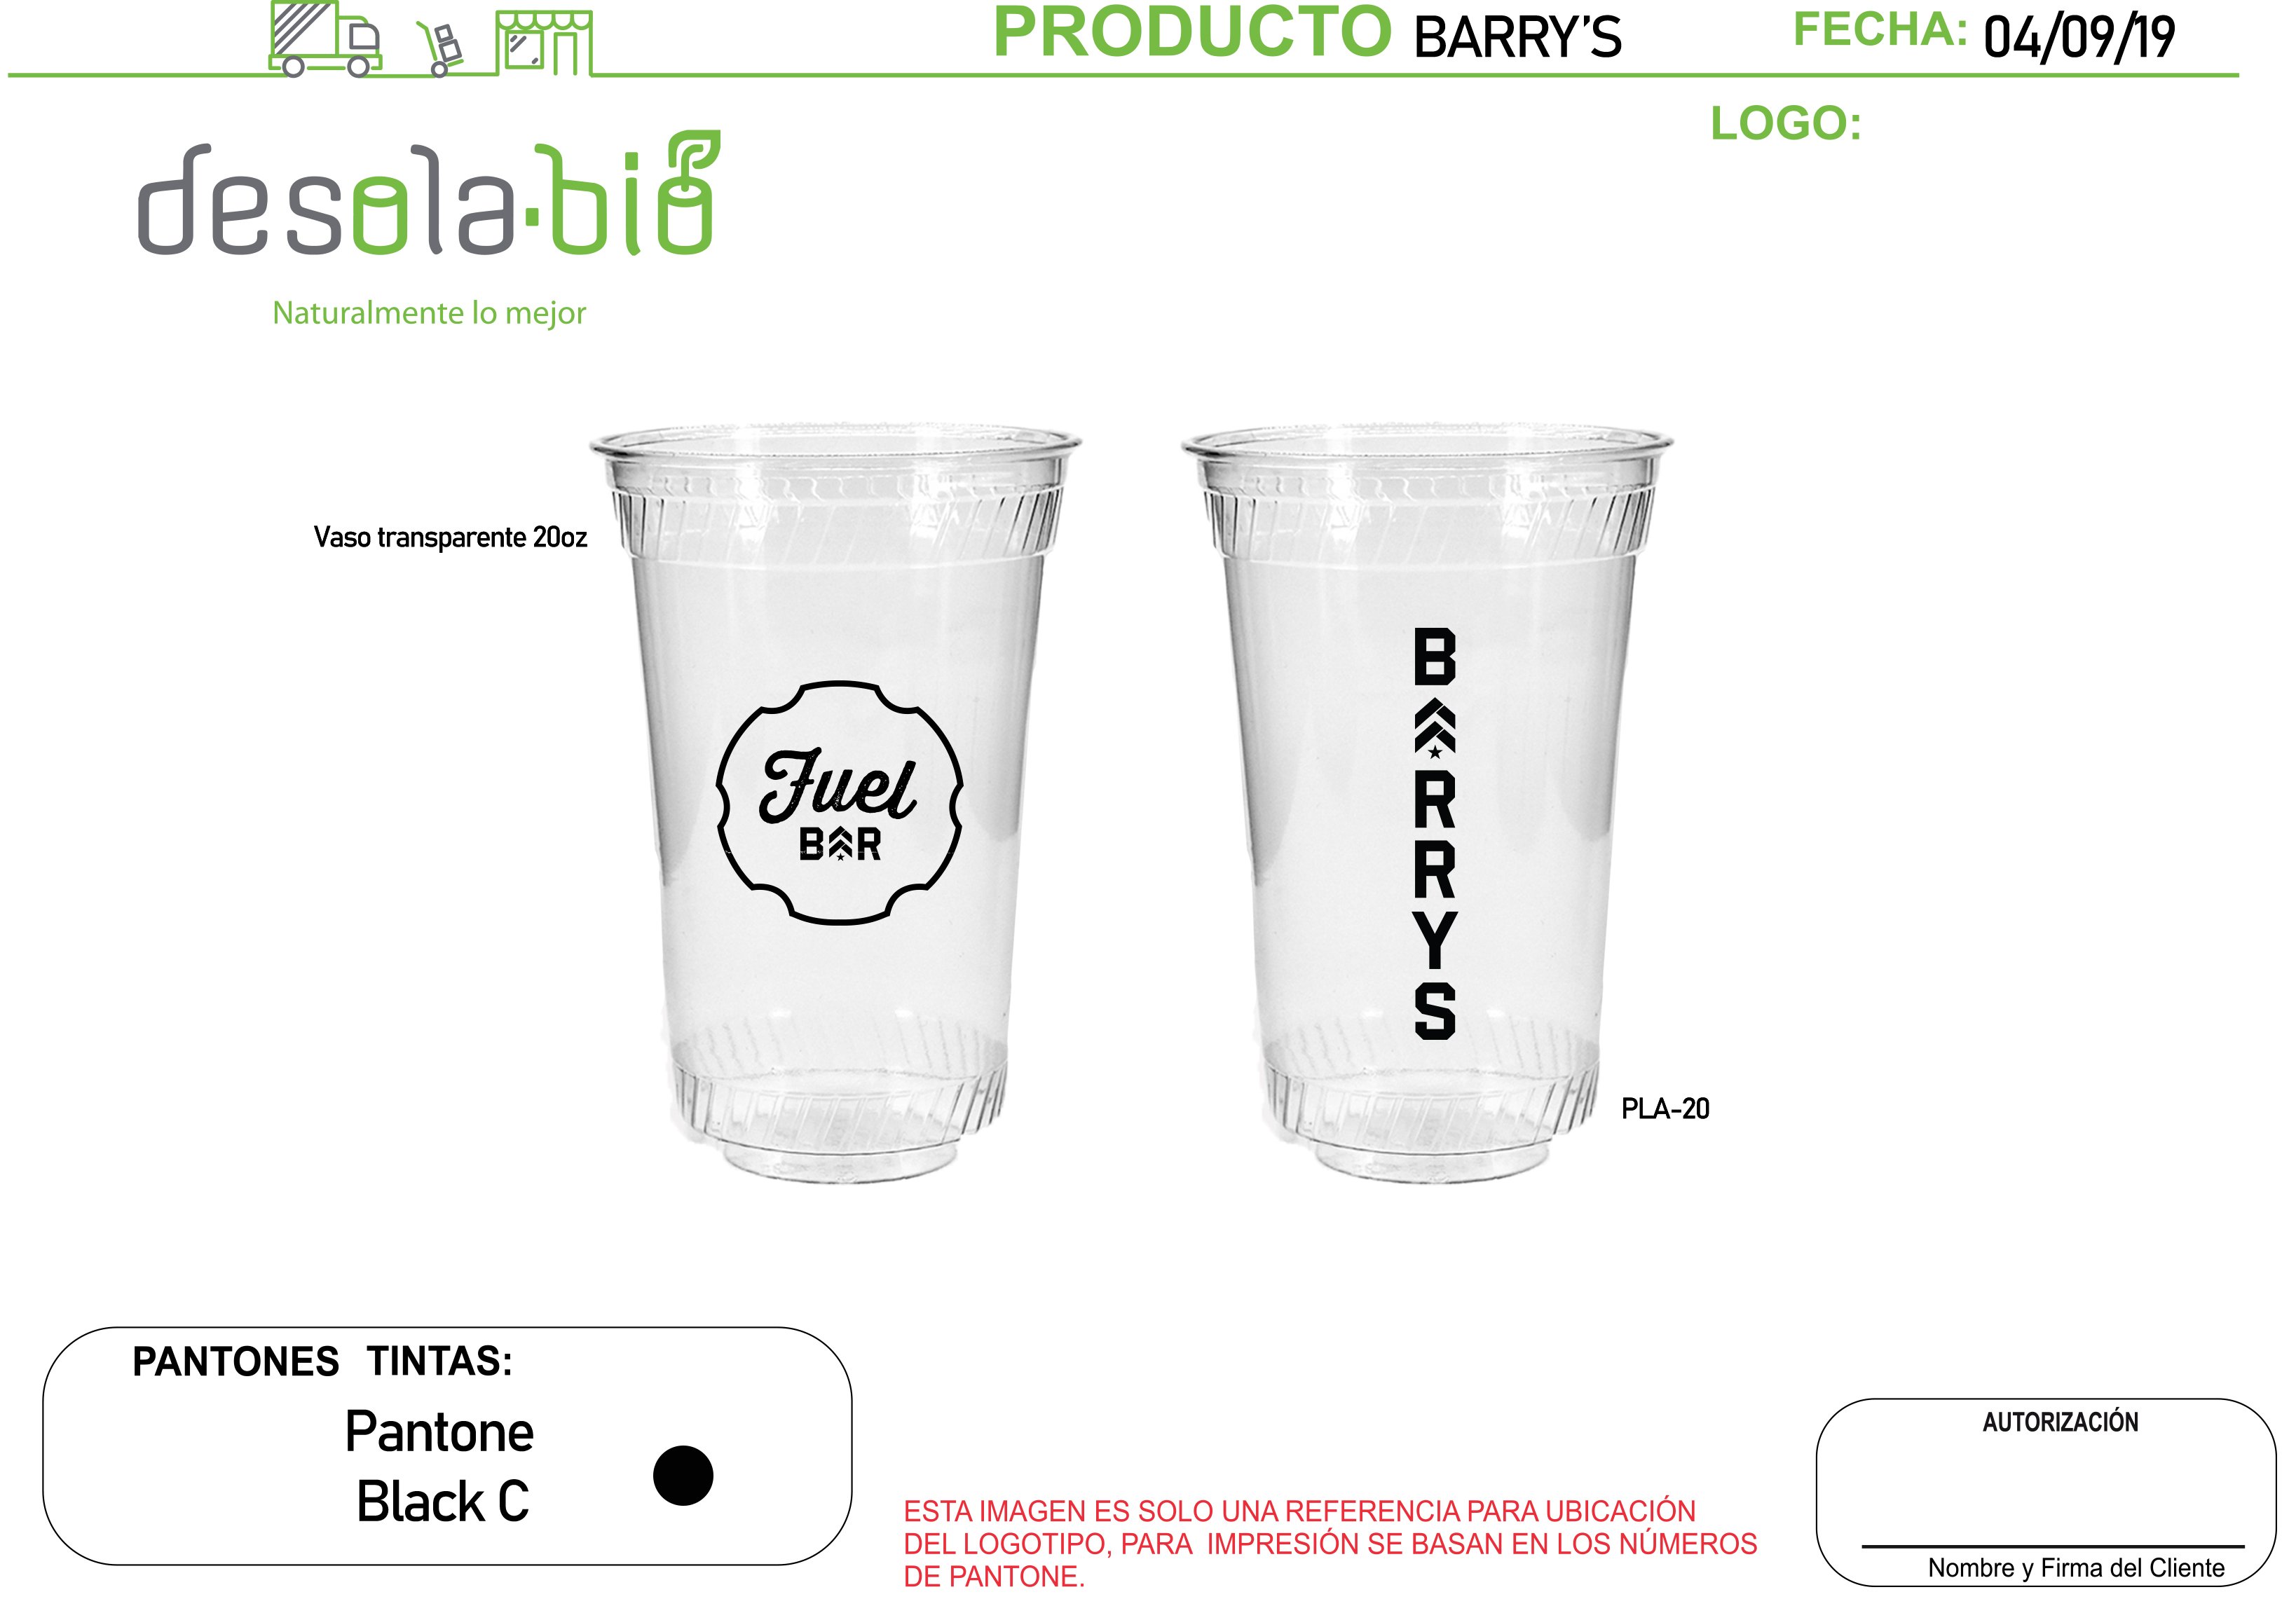 PRODUCTO BARRY'S FECHA: 04/09/19
LOGO:
desola·bio
Naturalmente lo mejor
Vaso transparente 20oz
Fuel
BAR
B
A
R
R
Y
S
PLA-20
PANTONES TINTAS:
Pantone
Black C
ESTA IMAGEN ES SOLO UNA REFERENCIA PARA UBICACIÓN
DEL LOGOTIPO, PARA IMPRESIÓN SE BASAN EN LOS NÚMEROS
DE PANTONE.
AUTORIZACIÓN
Nombre y Firma del Cliente